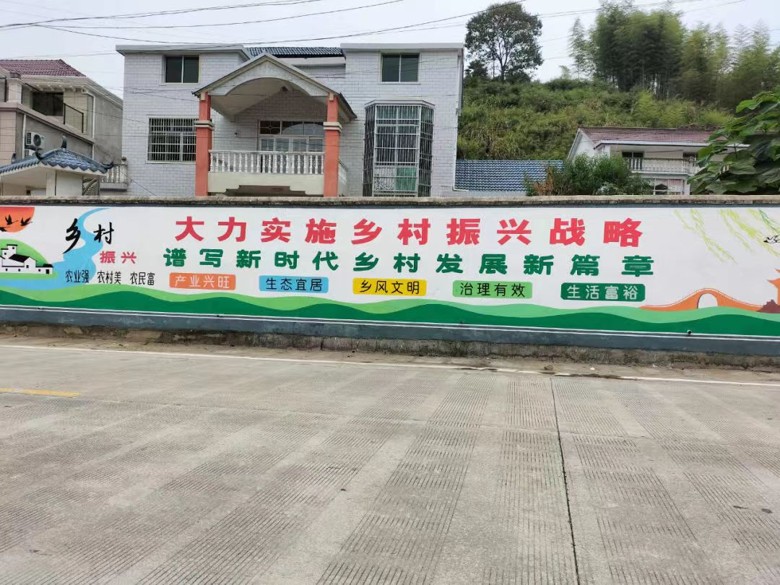 乡村
振兴
农业强 农村美 农民富
大力实施乡村振兴战略
谱写新时代乡村发展新篇章
产业兴旺 生态宜居 乡风文明 治理有效 生活富裕